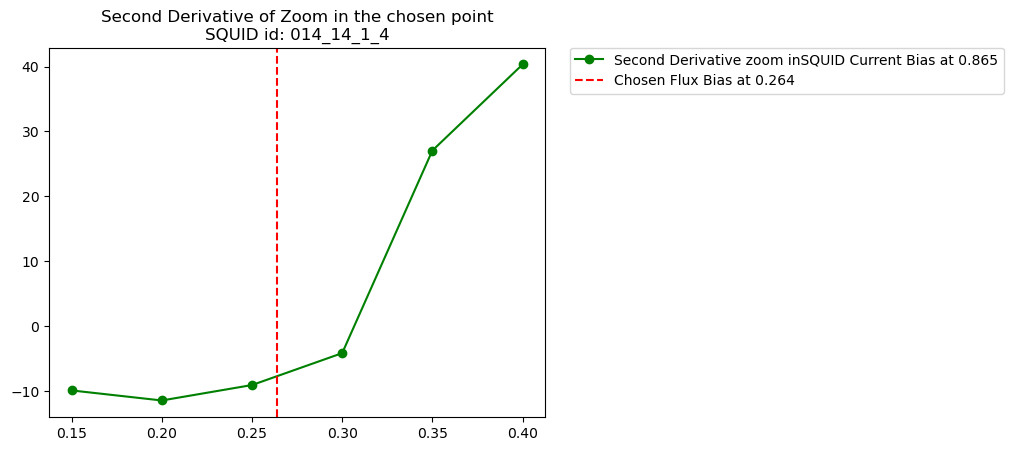 Second Derivative of Zoom in the chosen point
SQUID id: 014_14_1_4
Second Derivative zoom inSQUID Current Bias at 0.865
Chosen Flux Bias at 0.264
40
30
20
10
0
−10
0.15 0.20 0.25 0.30 0.35 0.40